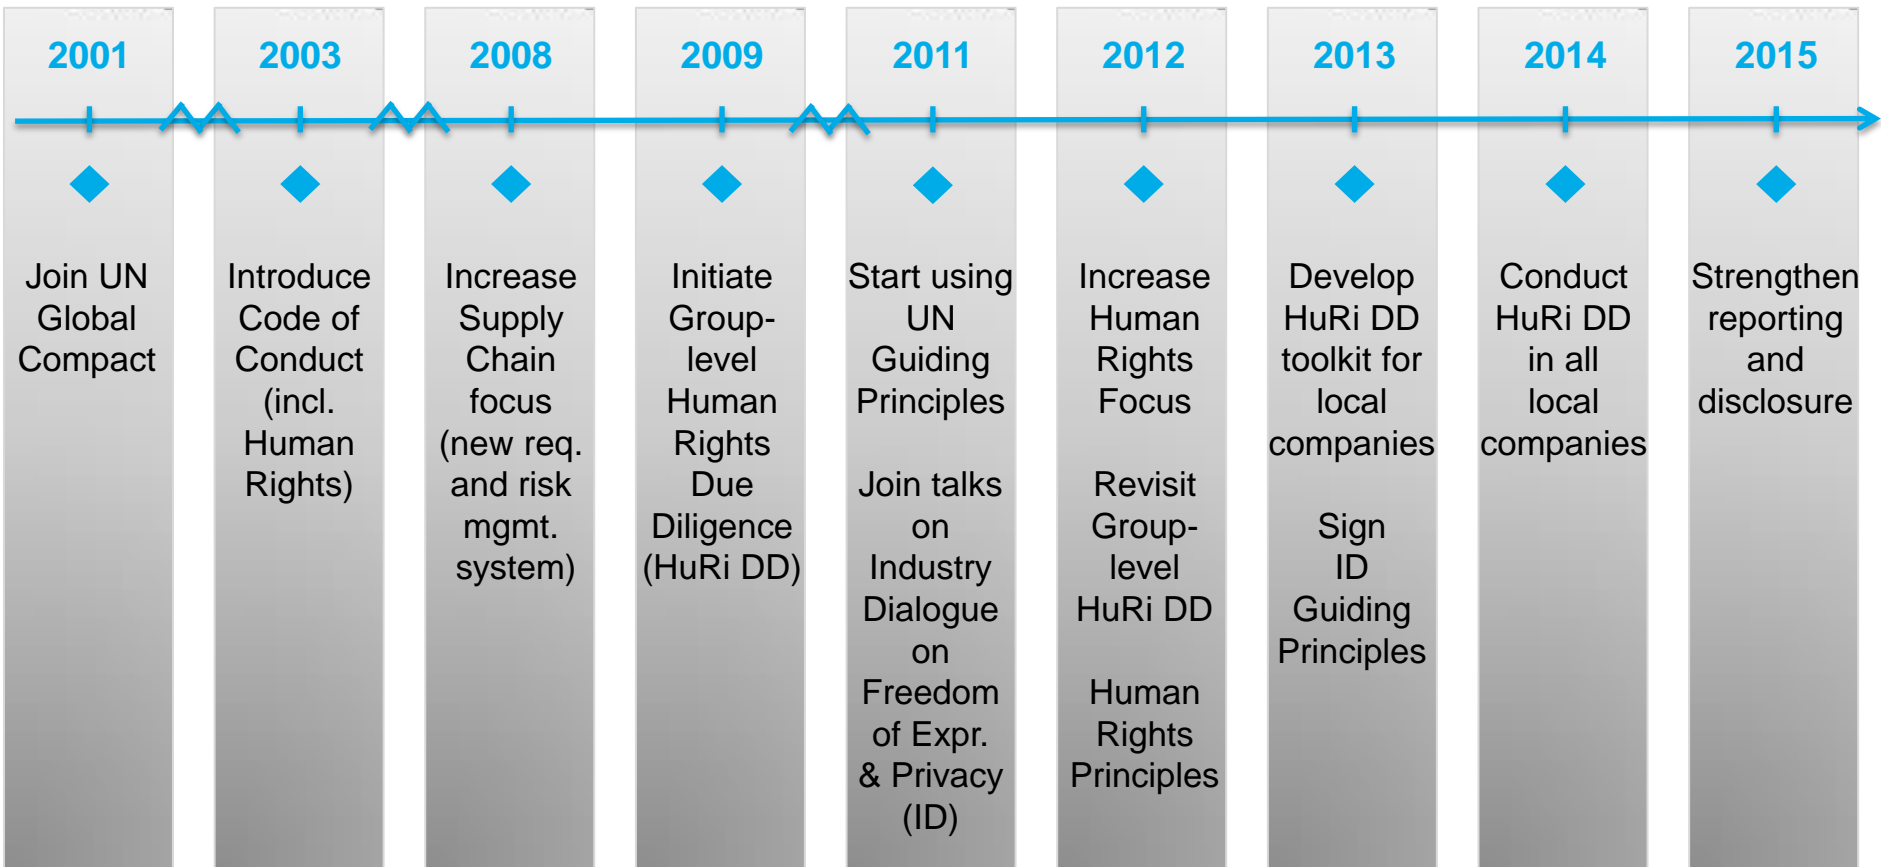 2001
2003
2008
2009
2011
2012
2013
2014
2015
Join UN
Global
Compact
Introduce
Code of
Conduct
(incl.
Human
Rights)
Increase
Supply
Chain
focus
(new req.
and risk
mgmt.
system)
Initiate
Group-
level
Human
Rights
Due
Diligence
(HuRi DD)
Start using
UN
Guiding
Principles
Join talks
on
Industry
Dialogue
on
Freedom
of Expr.
& Privacy
(ID)
Increase
Human
Rights
Focus
Revisit
Group-
level
HuRi DD
Human
Rights
Principles
Develop
HuRi DD
toolkit for
local
companies
Sign
ID
Guiding
Principles
Conduct
HuRi DD
in all
local
companies
Strengthen
reporting
and
disclosure